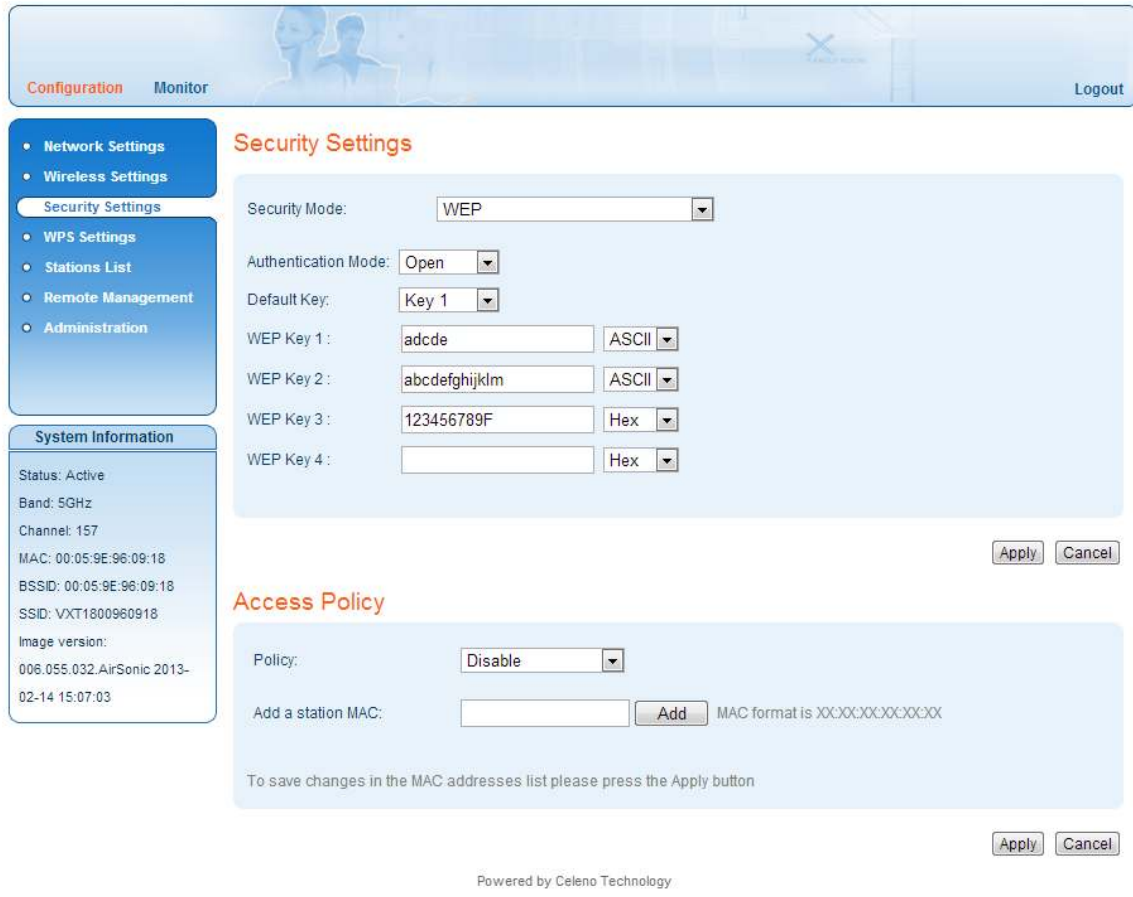 Configuration Monitor Logout
Network Settings
Wireless Settings
Security Settings
WPS Settings
Stations List
Remote Management
Administration
System Information
Status: Active
Band: 5GHz
Channel: 157
MAC: 00:05:9E:96:09:18
BSSID: 00:05:9E:96:09:18
SSID: VXT1800960918
Image version:
006.055.032.AirSonic 2013-
02-14 15:07:03
Security Settings
Security Mode: WEP
Authentication Mode: Open
Default Key: Key 1
WEP Key 1 : adcde ASCII
WEP Key 2 : abcdefghijklm ASCII
WEP Key 3 : 123456789F Hex
WEP Key 4 : Hex
Apply Cancel
Access Policy
Policy: Disable
Add a station MAC: Add MAC format is XX:XX:XX:XX:XX:XX
To save changes in the MAC addresses list please press the Apply button
Apply Cancel
Powered by Celeno Technology